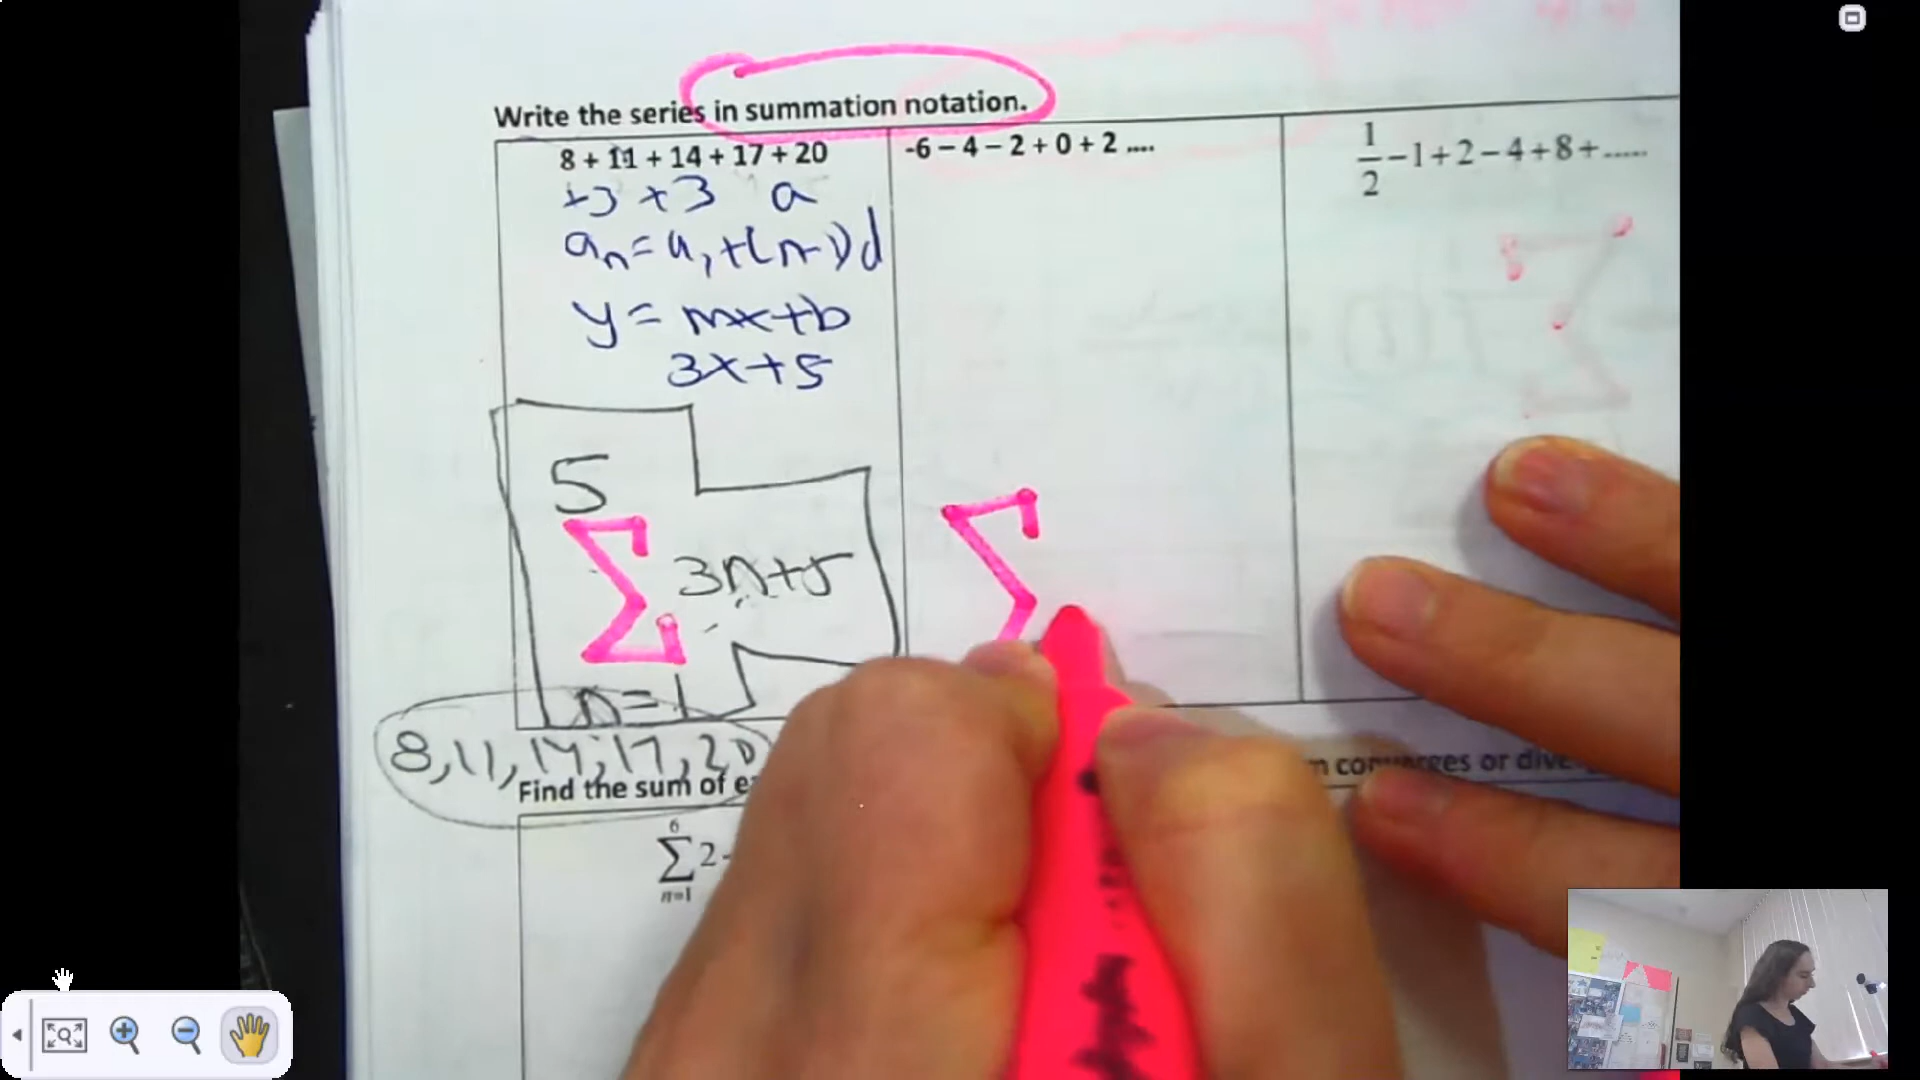 Write the series in summation notation.
8 + 11 + 14 + 17 + 20
+3 +3 a
aₙ = a₁ + (n-1)d
y = mx+b
3x+5
5
Σ 3n+5
n=1
8, 11, 14, 17, 20
-6 – 4 – 2 + 0 + 2 ....
Σ
1/2 – 1 + 2 – 4 + 8 + .....
Find the sum of
converges or
6
Σ 2
n=1